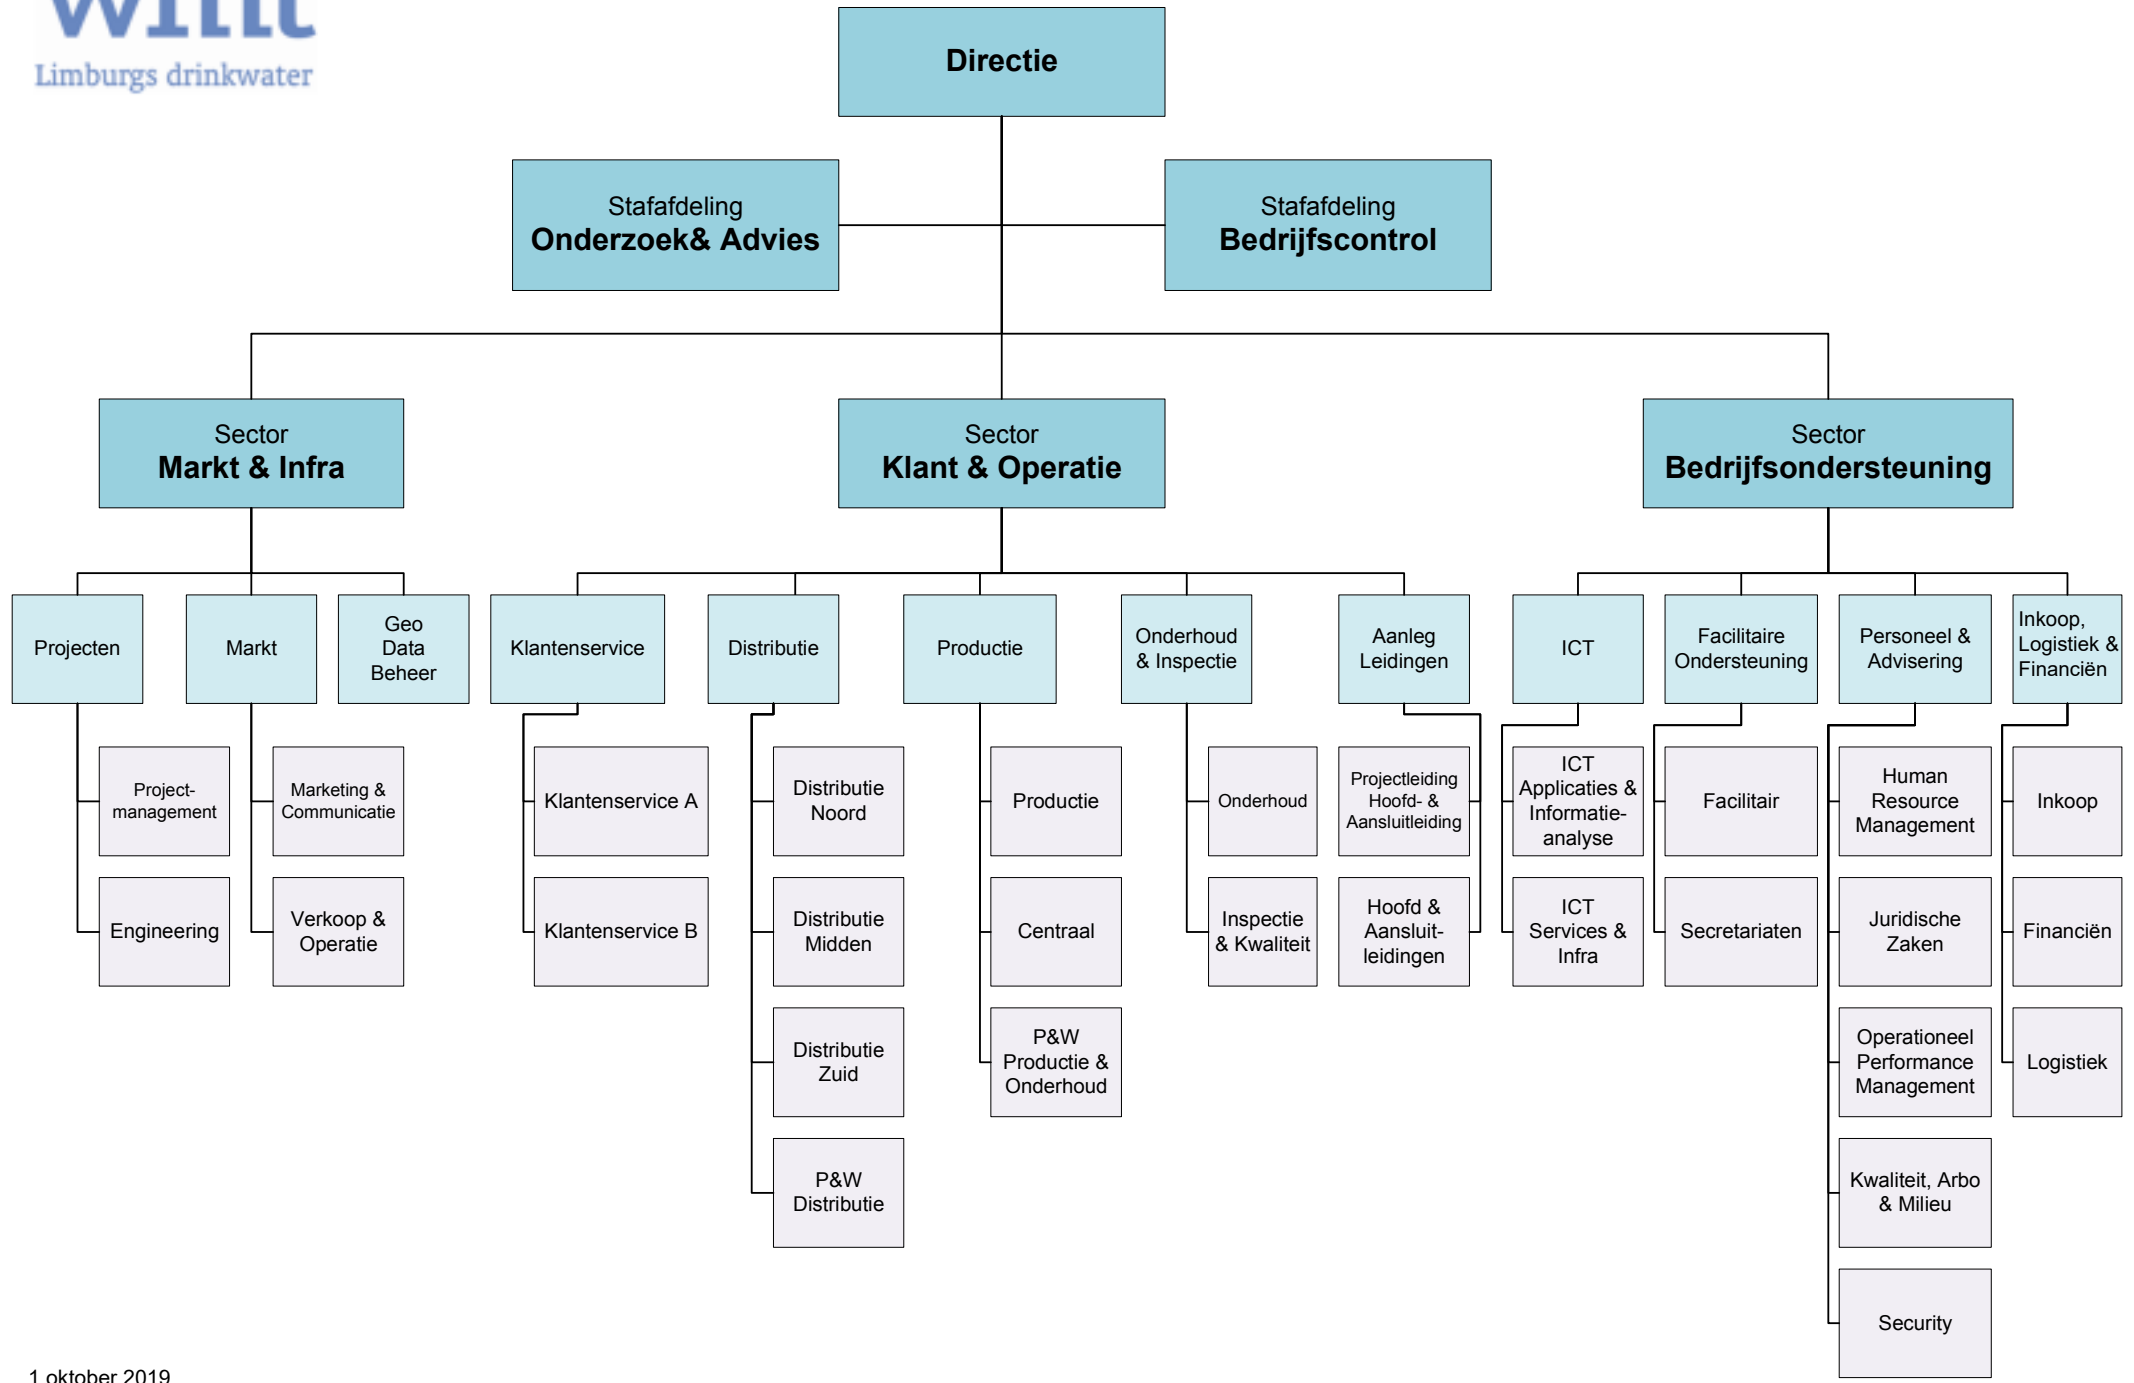 Limburgs drinkwater
Directie
Stafafdeling
Onderzoek& Advies
Stafafdeling
Bedrijfscontrol
Sector
Markt & Infra
Sector
Klant & Operatie
Sector
Bedrijfsondersteuning
Projecten
Markt
Geo
Data
Beheer
Klantenservice
Distributie
Productie
Onderhoud
& Inspectie
Aanleg
Leidingen
ICT
Facilitaire
Ondersteuning
Personeel &
Advisering
Inkoop,
Logistiek &
Financiën
Project-
management
Marketing &
Communicatie
Klantenservice A
Distributie
Noord
Productie
Onderhoud
Projectleiding
Hoofd- &
Aansluitleiding
ICT
Applicaties &
Informatie-
analyse
Facilitair
Human
Resource
Management
Inkoop
Engineering
Verkoop &
Operatie
Klantenservice B
Distributie
Midden
Centraal
Inspectie
& Kwaliteit
Hoofd &
Aansluit-
leidingen
ICT
Services &
Infra
Secretariaten
Juridische
Zaken
Financiën
Distributie
Zuid
P&W
Productie &
Onderhoud
Operationeel
Performance
Management
Logistiek
P&W
Distributie
Kwaliteit, Arbo
& Milieu
Security
1 oktober 2019